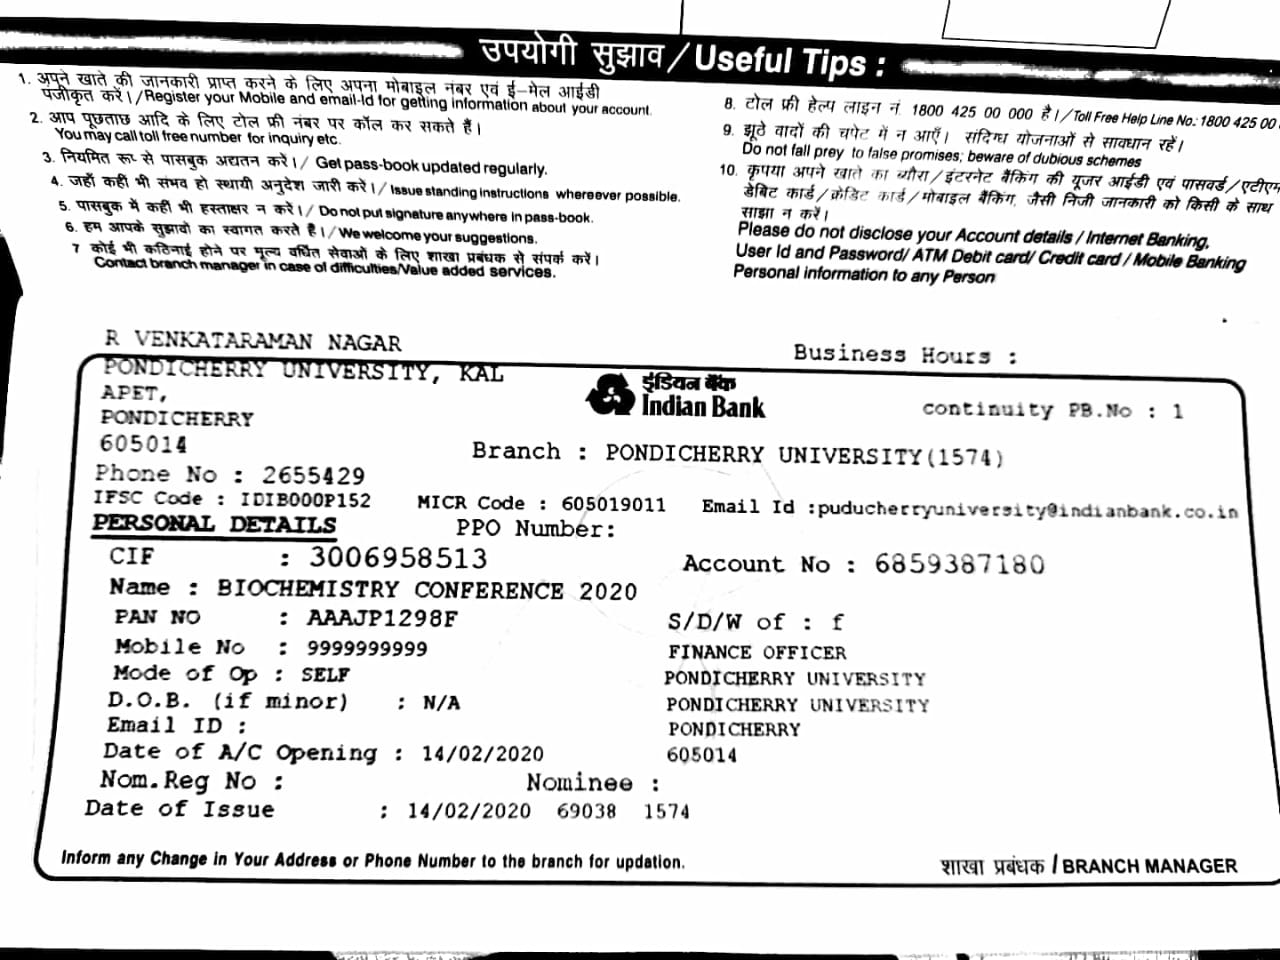 उपयोगी सुझाव / Useful Tips :
1. अपने खाते की जानकारी प्राप्त करने के लिए अपना मोबाइल नंबर एवं ई-मेल आईडी
पंजीकृत करें।/Register your Mobile and email-Id for getting information about your account.
2. आप पूछताछ आदि के लिए टोल फ्री नंबर पर कॉल कर सकते हैं।
You may call toll free number for inquiry etc.
3. नियमित रूप से पासबुक अद्यतन करें।/ Get pass-book updated regularly.
4. जहाँ कहीं भी संभव हो स्थायी अनुदेश जारी करें।/ Issue standing instructions whereever possible.
5. पासबुक में कहीं भी हस्ताक्षर न करें।/ Do not put signature anywhere in pass-book.
6. हम आपके सुझावों का स्वागत करते हैं।/ We welcome your suggestions.
7 कोई भी कठिनाई होने पर मूल्य वर्धित सेवाओं के लिए शाखा प्रबंधक से संपर्क करें।
Contact branch manager in case of difficulties/Value added services.
8. टोल फ्री हेल्प लाइन नं. 1800 425 00 000 है।/Toll Free Help Line No.: 1800 425 00
9. झूठे वादों की चपेट में न आएँ। संदिग्ध योजनाओं से सावधान रहें।
Do not fall prey to false promises; beware of dubious schemes
10. कृपया अपने खाते का ब्यौरा/इंटरनेट बैंकिंग की यूजर आईडी एवं पासवर्ड/एटीएम
डेबिट कार्ड/क्रेडिट कार्ड/मोबाइल बैंकिंग, जैसी निजी जानकारी को किसी के साथ
साझा न करें।
Please do not disclose your Account details / Internet Banking,
User Id and Password/ ATM Debit card/ Credit card / Mobile Banking
Personal information to any Person
R VENKATARAMAN NAGAR
Business Hours :
PONDICHERRY UNIVERSITY, KAL
APET,
इंडियन बैंक
Indian Bank
continuity PB.No : 1
PONDICHERRY
605014
Branch : PONDICHERRY UNIVERSITY(1574)
Phone No : 2655429
IFSC Code : IDIB000P152 MICR Code : 605019011 Email Id :puducherryuniversity@indianbank.co.in
PERSONAL DETAILS PPO Number:
CIF : 3006958513 Account No : 6859387180
Name : BIOCHEMISTRY CONFERENCE 2020
PAN NO : AAAJP1298F S/D/W of : f
Mobile No : 9999999999 FINANCE OFFICER
Mode of Op : SELF PONDICHERRY UNIVERSITY
D.O.B. (if minor) : N/A PONDICHERRY UNIVERSITY
Email ID : PONDICHERRY
Date of A/C Opening : 14/02/2020 605014
Nom.Reg No : Nominee :
Date of Issue : 14/02/2020 69038 1574
Inform any Change in Your Address or Phone Number to the branch for updation.
शाखा प्रबंधक / BRANCH MANAGER